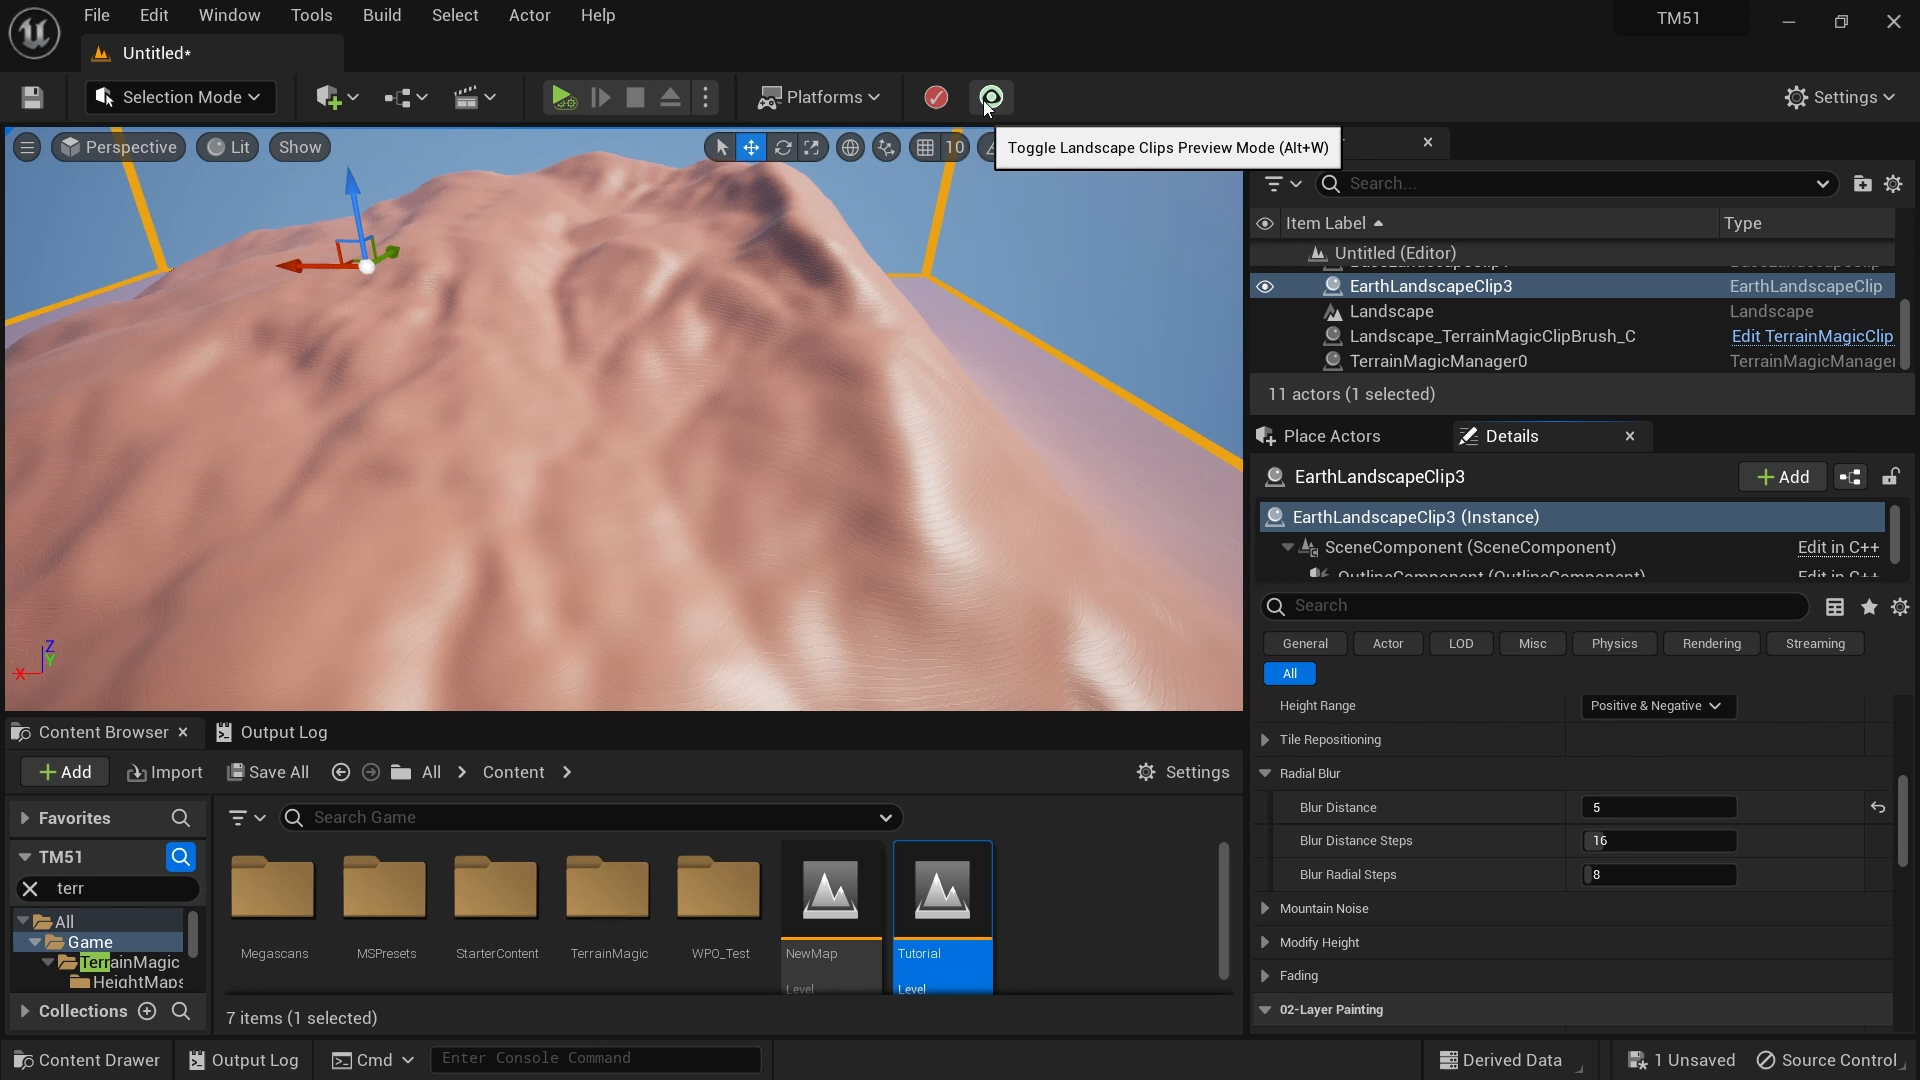 File Edit Window Tools Build Select Actor Help
TM51
Untitled*
Selection Mode
Platforms
Settings
Perspective
Lit
Show
10
Toggle Landscape Clips Preview Mode (Alt+W)
Search...
Item Label
Type
Untitled (Editor)
EarthLandscapeClip3
EarthLandscapeClip
Landscape
Landscape
Landscape_TerrainMagicClipBrush_C
Edit TerrainMagicClip
TerrainMagicManager0
TerrainMagicManager
11 actors (1 selected)
Place Actors
Details
EarthLandscapeClip3
Add
EarthLandscapeClip3 (Instance)
SceneComponent (SceneComponent)
Edit in C++
OutlineComponent (OutlineComponent)
Edit in C++
Search
General
Actor
LOD
Misc
Physics
Rendering
Streaming
All
Height Range
Positive & Negative
Tile Repositioning
Radial Blur
Blur Distance
5
Blur Distance Steps
16
Blur Radial Steps
8
Mountain Noise
Modify Height
Fading
02-Layer Painting
X
Y
Z
Content Browser
Output Log
Add
Import
Save All
All
Content
Settings
Favorites
TM51
terr
All
Game
TerrainMagic
HeightMaps
Collections
Search Game
Megascans
MSPresets
StarterContent
TerrainMagic
WPO_Test
NewMap
Level
Tutorial
Level
7 items (1 selected)
Content Drawer
Output Log
Cmd
Enter Console Command
Derived Data
1 Unsaved
Source Control